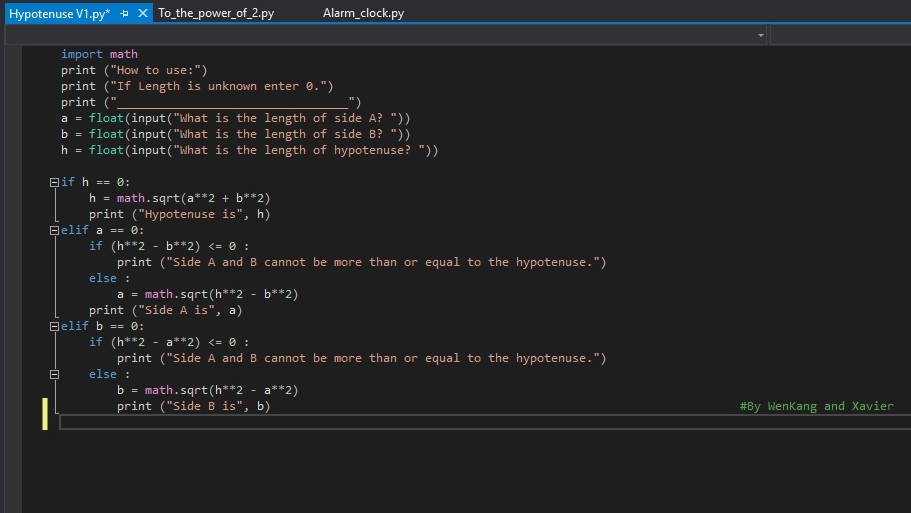 Hypotenuse V1.py* To_the_power_of_2.py Alarm_clock.py
import math
print ("How to use:")
print ("If Length is unknown enter 0.")
print ("_________________________________")
a = float(input("What is the length of side A? "))
b = float(input("What is the length of side B? "))
h = float(input("What is the length of hypotenuse? "))
if h == 0:
    h = math.sqrt(a**2 + b**2)
    print ("Hypotenuse is", h)
elif a == 0:
    if (h**2 - b**2) <= 0 :
        print ("Side A and B cannot be more than or equal to the hypotenuse.")
    else :
        a = math.sqrt(h**2 - b**2)
    print ("Side A is", a)
elif b == 0:
    if (h**2 - a**2) <= 0 :
        print ("Side A and B cannot be more than or equal to the hypotenuse.")
    else :
        b = math.sqrt(h**2 - a**2)
        print ("Side B is", b) #By WenKang and Xavier